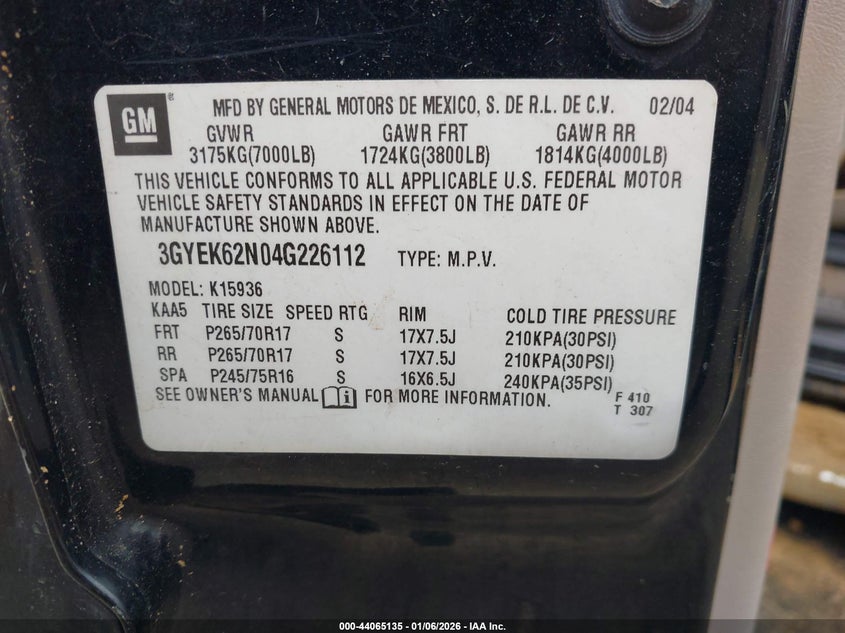 GM® MFD BY GENERAL MOTORS DE MEXICO, S. DE R.L. DE C.V. 02/04
GVWR GAWR FRT GAWR RR
3175KG(7000LB) 1724KG(3800LB) 1814KG(4000LB)
THIS VEHICLE CONFORMS TO ALL APPLICABLE U.S. FEDERAL MOTOR
VEHICLE SAFETY STANDARDS IN EFFECT ON THE DATE OF
MANUFACTURE SHOWN ABOVE.
3GYEK62N04G226112 TYPE: M.P.V.
MODEL: K15936
KAA5 TIRE SIZE SPEED RTG RIM COLD TIRE PRESSURE
FRT P265/70R17 S 17X7.5J 210KPA(30PSI)
RR P265/70R17 S 17X7.5J 210KPA(30PSI)
SPA P245/75R16 S 16X6.5J 240KPA(35PSI)
SEE OWNER'S MANUAL i FOR MORE INFORMATION. F 410
T 307
000-44065135 - 01/06/2026 - IAA Inc.